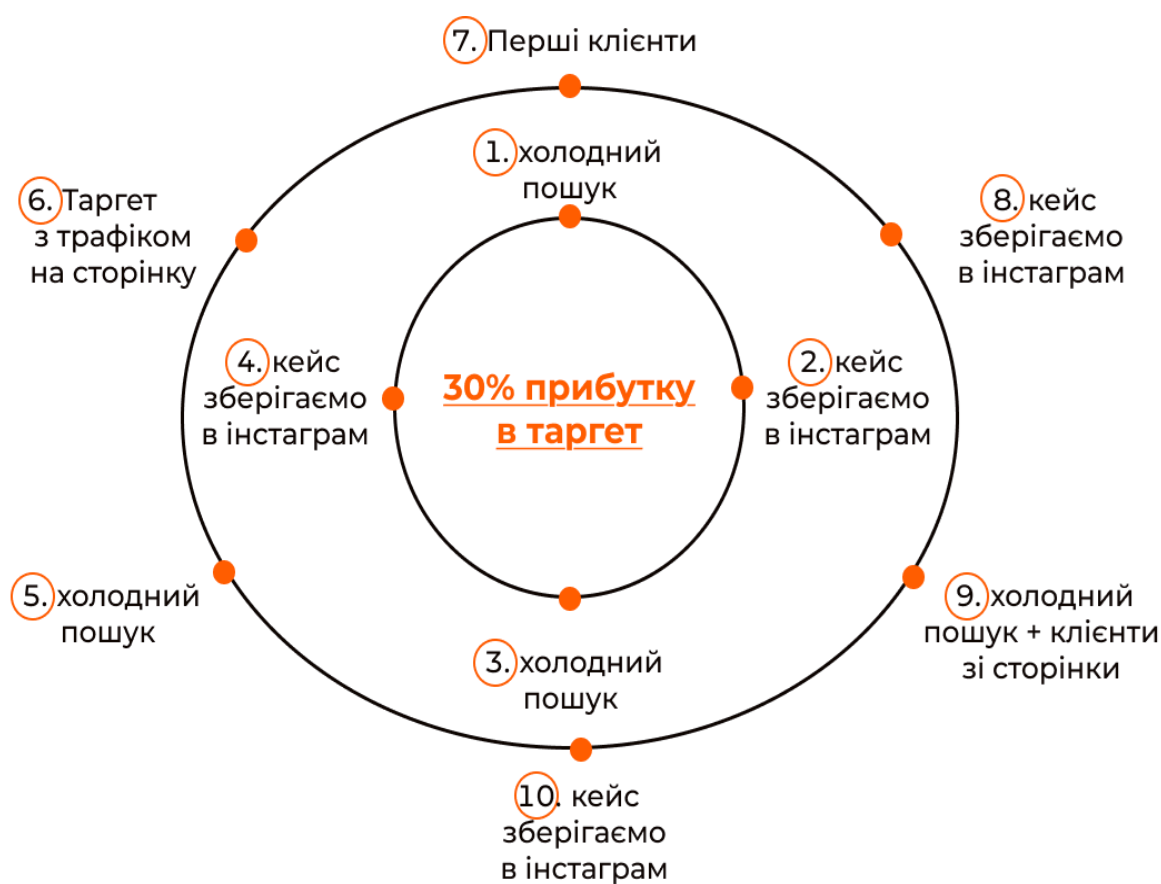 7. Перші клієнти
1. холодний
пошук
6. Таргет
з трафіком
на сторінку
8. кейс
зберігаємо
в інстаграм
4. кейс
зберігаємо
в інстаграм
30% прибутку
в таргет
2. кейс
зберігаємо
в інстаграм
5. холодний
пошук
3. холодний
пошук
9. холодний
пошук + клієнти
зі сторінки
10. кейс
зберігаємо
в інстаграм